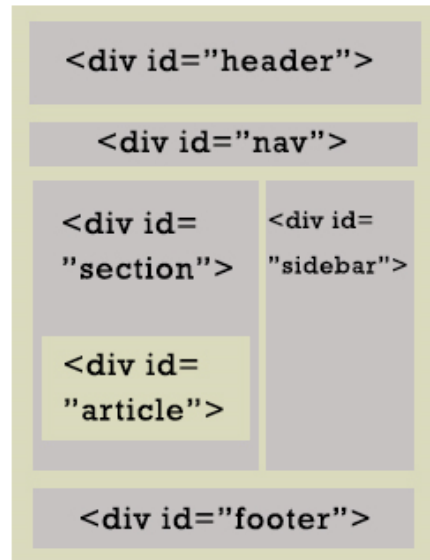 <div id=”header”>
<div id=”nav”>
<div id=
”section”>
<div id=
”article”>
<div id=
”sidebar”>
<div id=”footer”>